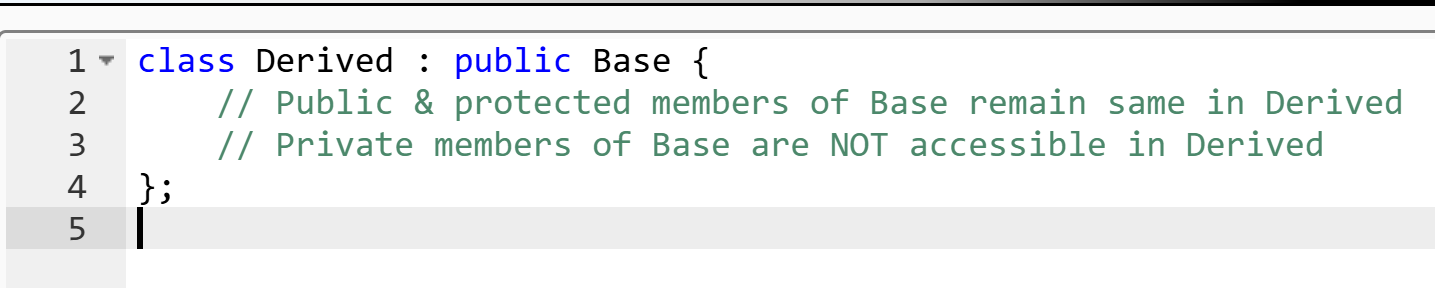 1 class Derived : public Base {
2     // Public & protected members of Base remain same in Derived
3     // Private members of Base are NOT accessible in Derived
4 };
5